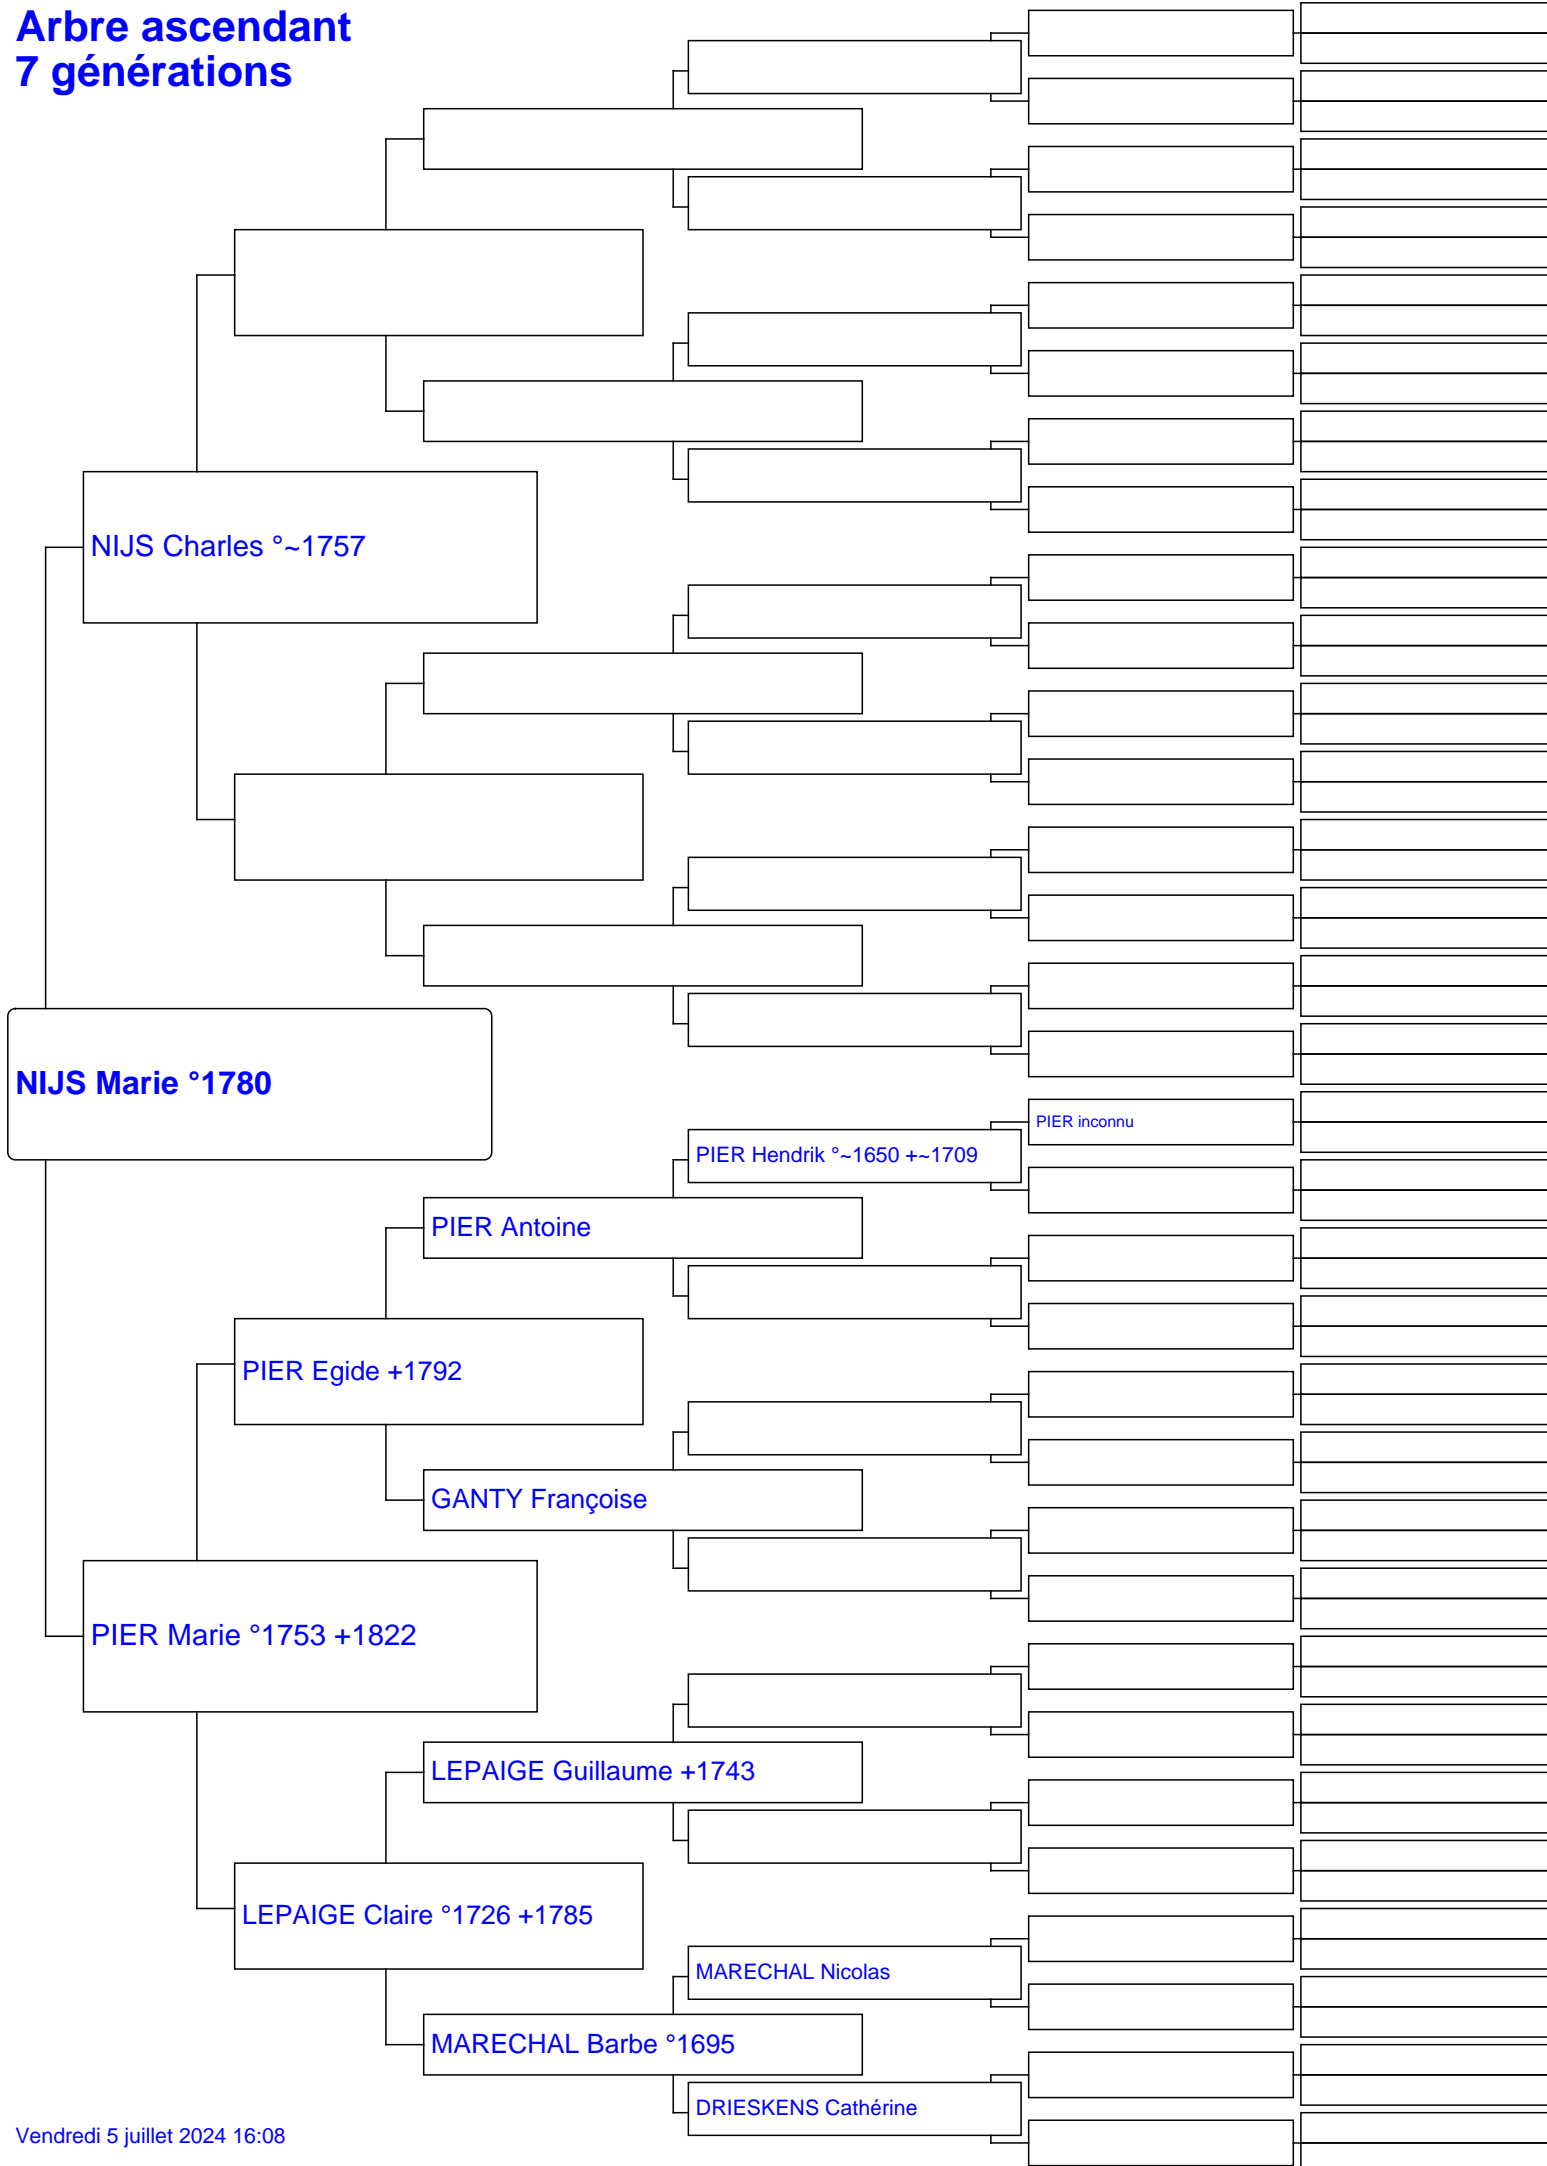 Arbre ascendant
7 générations
NIJS Charles °~1757
NIJS Marie °1780
PIER inconnu
PIER Hendrik °~1650 +~1709
PIER Antoine
PIER Egide +1792
GANTY Françoise
PIER Marie °1753 +1822
LEPAIGE Guillaume +1743
LEPAIGE Claire °1726 +1785
MARECHAL Nicolas
MARECHAL Barbe °1695
DRIESKENS Cathérine
Vendredi 5 juillet 2024 16:08